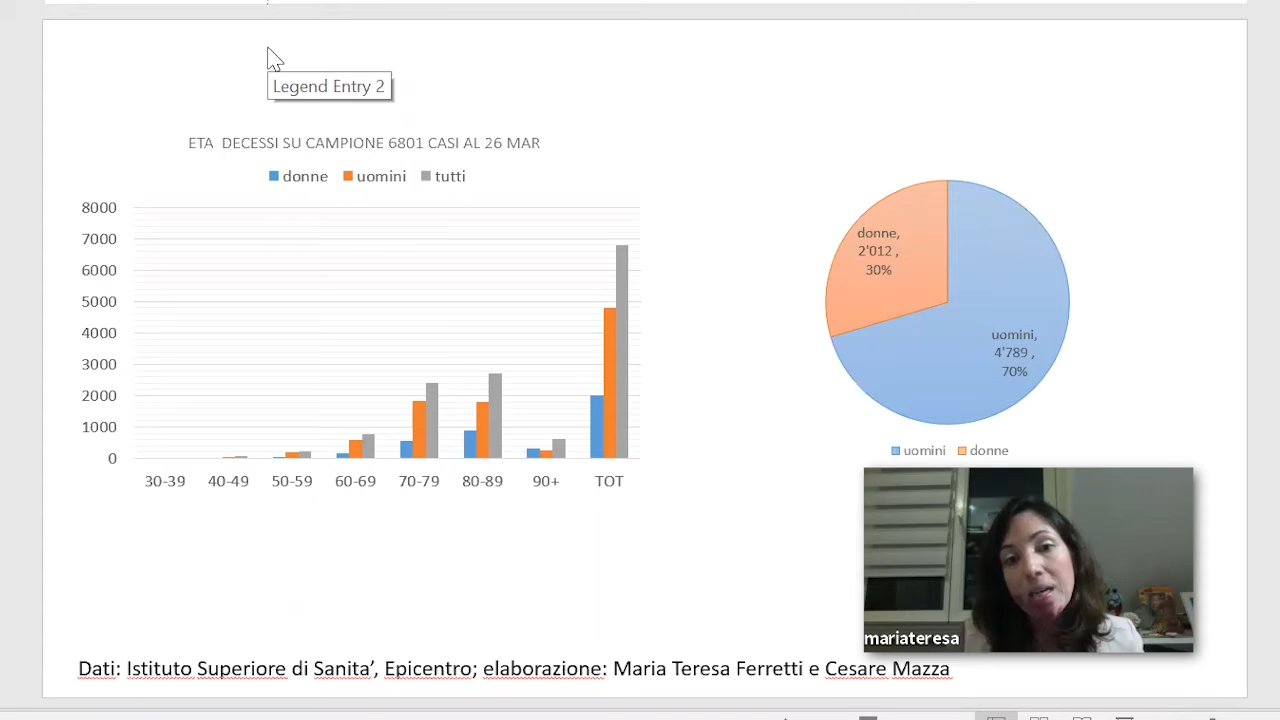 Legend Entry 2
ETA DECESSI SU CAMPIONE 6801 CASI AL 26 MAR
donne uomini tutti
8000
7000
6000
5000
4000
3000
2000
1000
0
30-39 40-49 50-59 60-69 70-79 80-89 90+ TOT
donne,
2'012 ,
30%
uomini,
4'789 ,
70%
uomini donne
mariateresa
Dati: Istituto Superiore di Sanita’, Epicentro; elaborazione: Maria Teresa Ferretti e Cesare Mazza